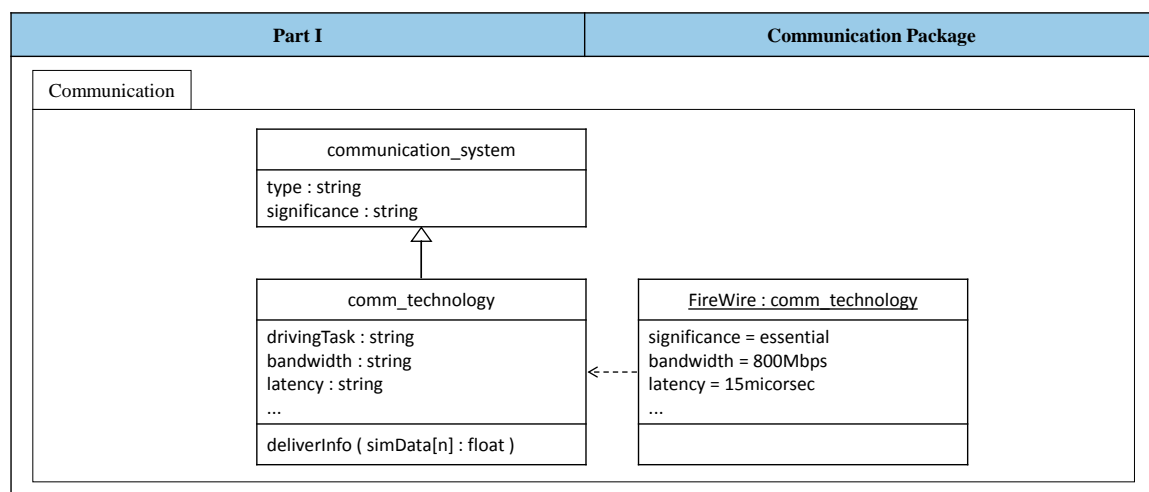 Part I
Communication Package
Communication
communication_system
type : string
significance : string
comm_technology
drivingTask : string
bandwidth : string
latency : string
...
deliverInfo ( simData[n] : float )
FireWire : comm_technology
significance = essential
bandwidth = 800Mbps
latency = 15micorsec
...